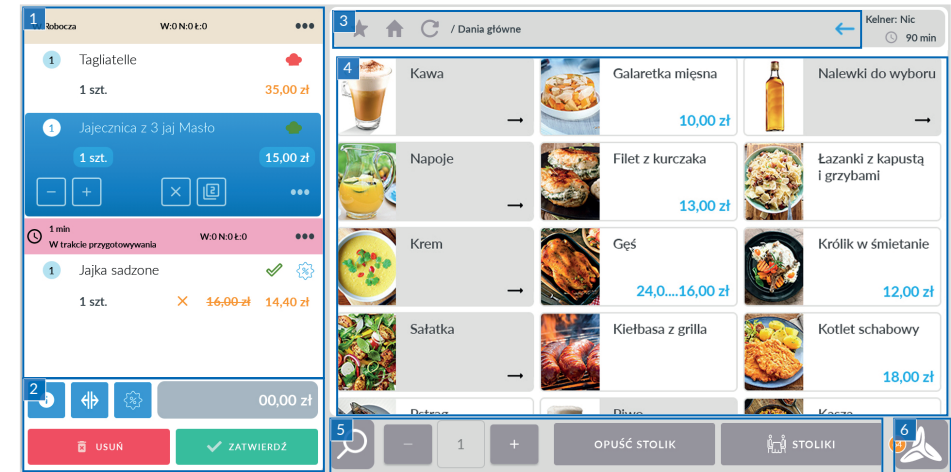 1
Robocza W:0 N:0 Ł:0
1 Tagliatelle
1 szt. 35,00 zł
1 Jajecznica z 3 jaj Masło
1 szt. 15,00 zł
1 min
W trakcie przygotowywania W:0 N:0 Ł:0
1 Jajka sadzone
1 szt. 16,00 zł 14,40 zł
2
00,00 zł
USUŃ ZATWIERDŹ
3
/ Dania główne
Kelner: Nic
90 min
4
Kawa
Galaretka mięsna
10,00 zł
Nalewki do wyboru
Napoje
Filet z kurczaka
13,00 zł
Łazanki z kapustą
i grzybami
Krem
Gęś
24,0....16,00 zł
Królik w śmietanie
12,00 zł
Sałatka
Kiełbasa z grilla
Kotlet schabowy
18,00 zł
Pstrąg
Piwo
Kasza
5
1
OPUŚĆ STOLIK
STOLIKI
6